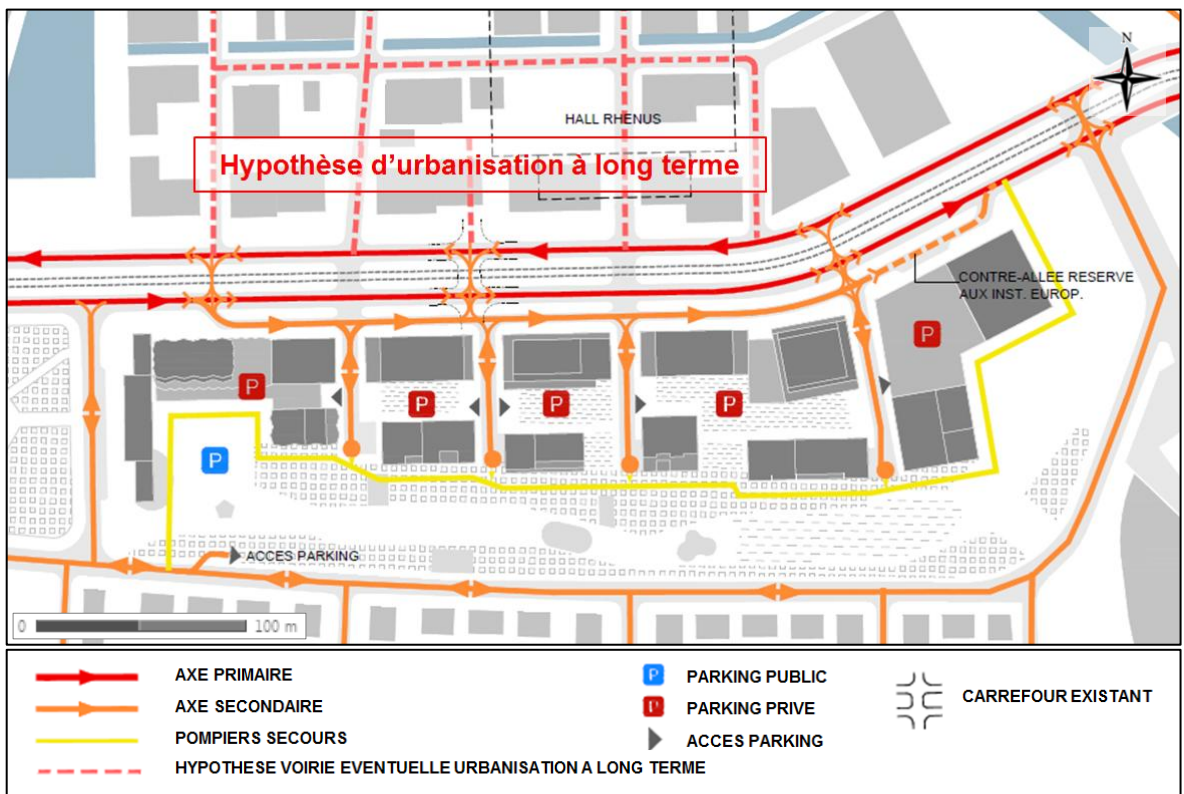 N
HALL RHENUS
Hypothèse d'urbanisation à long terme
CONTRE-ALLEE RESERVE
AUX INST. EUROP.
P
P
P
P
P
P
ACCES PARKING
0 100 m
AXE PRIMAIRE
AXE SECONDAIRE
POMPIERS SECOURS
HYPOTHESE VOIRIE EVENTUELLE URBANISATION A LONG TERME
P PARKING PUBLIC
P PARKING PRIVE
ACCES PARKING
CARREFOUR EXISTANT